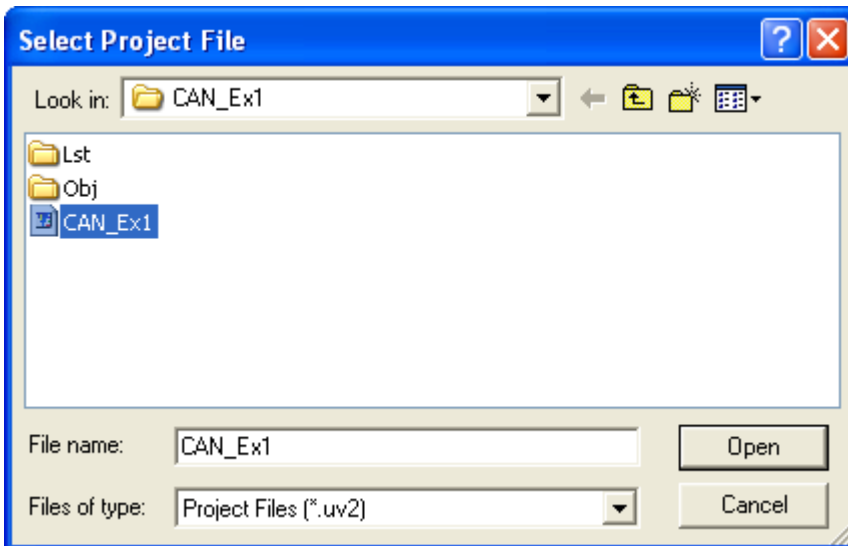 Select Project File
Look in: CAN_Ex1
Lst
Obj
CAN_Ex1
File name: CAN_Ex1 Open
Files of type: Project Files (*.uv2) Cancel